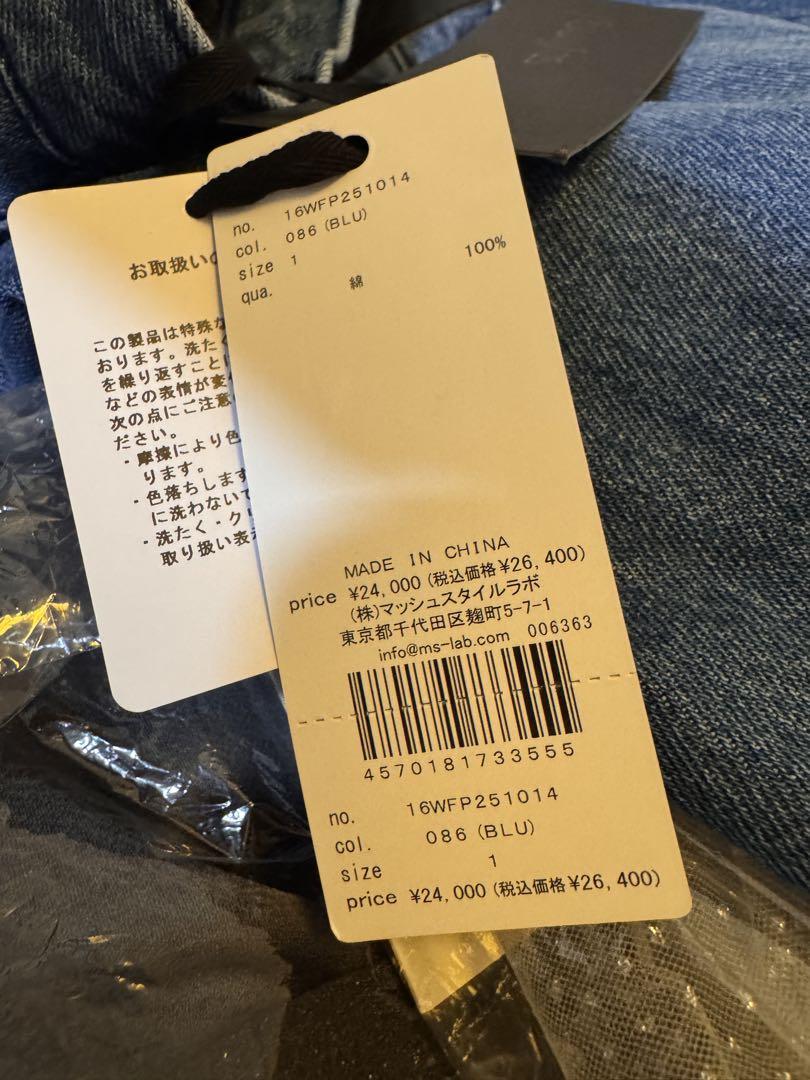 no. 16WFP251014
col. 086 (BLU)
size 1
qua. 綿 100%
MADE IN CHINA
price ¥24,000 (税込価格¥26,400)
(株)マッシュスタイルラボ
東京都千代田区麹町5-7-1
info@ms-lab.com 006363
4570181733555
no. 16WFP251014
col. 086 (BLU)
size 1
price ¥24,000 (税込価格¥26,400)
お取扱いの
この製品は特殊な
おります。洗たく
を繰り返すこと
などの表情が変
次の点にご注意
ださい。
・摩擦により色
ります。
・色落ちします
に洗わないで
・洗たく・ク
取り扱い表